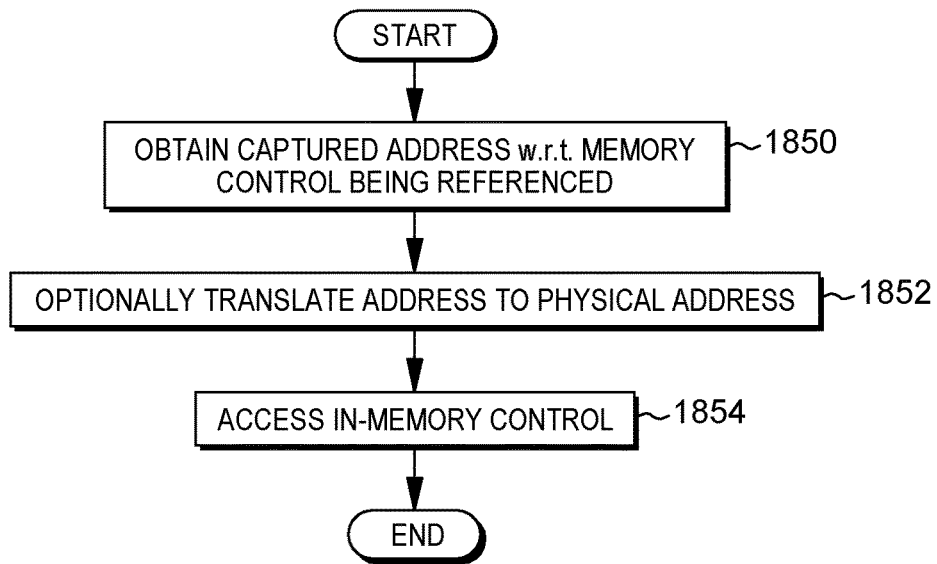 START
OBTAIN CAPTURED ADDRESS w.r.t. MEMORY
CONTROL BEING REFERENCED
1850
OPTIONALLY TRANSLATE ADDRESS TO PHYSICAL ADDRESS
1852
ACCESS IN-MEMORY CONTROL
1854
END